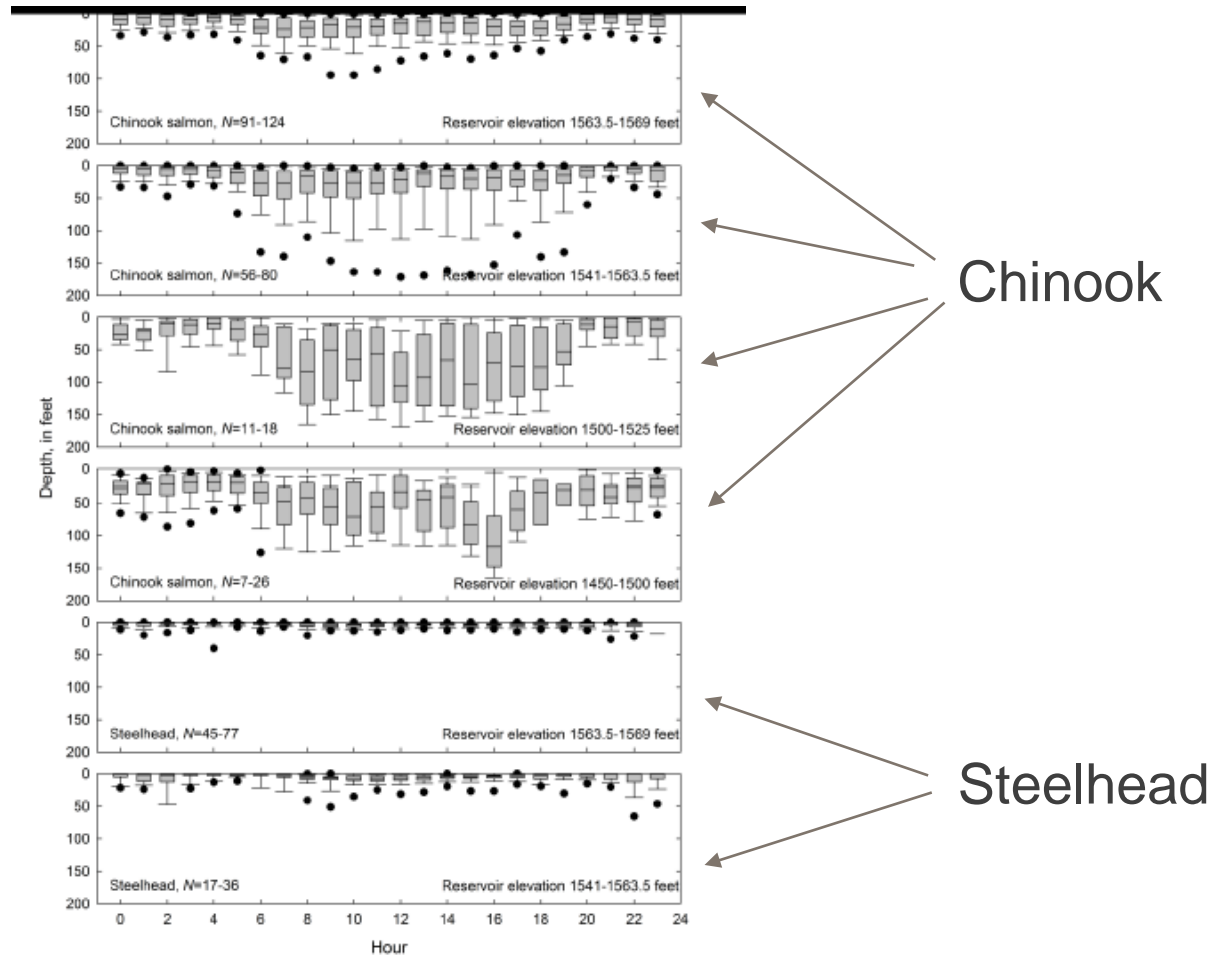 50
100
150
200
Chinook salmon, N=91-124 Reservoir elevation 1563.5-1569 feet
0
50
100
150
200
Chinook salmon, N=56-80 Reservoir elevation 1541-1563.5 feet
0
50
100
150
200
Chinook salmon, N=11-18 Reservoir elevation 1500-1525 feet
0
50
100
150
200
Chinook salmon, N=7-26 Reservoir elevation 1450-1500 feet
0
50
100
150
200
Steelhead, N=45-77 Reservoir elevation 1563.5-1569 feet
0
50
100
150
200
Steelhead, N=17-36 Reservoir elevation 1541-1563.5 feet
0 2 4 6 8 10 12 14 16 18 20 22 24
Hour
Depth, in feet
Chinook
Steelhead